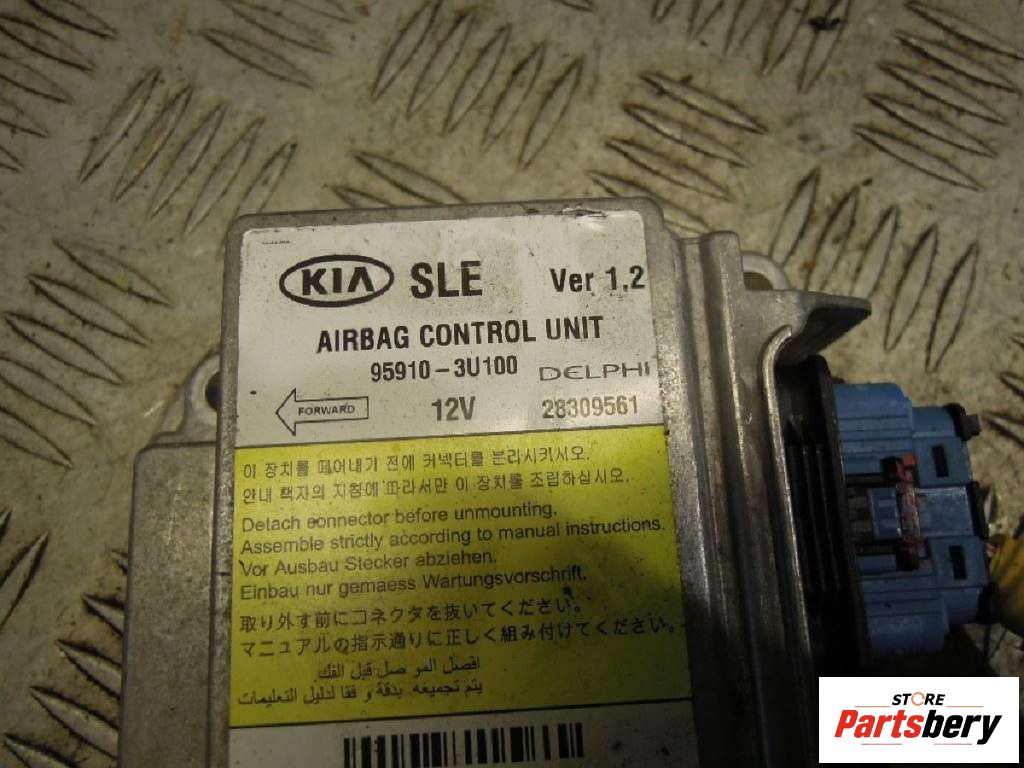 KIA SLE Ver 1.2
AIRBAG CONTROL UNIT
95910-3U100 DELPHI
FORWARD 12V 28309561
이 장치를 떼어내기 전에 커넥터를 분리시키시오.
안내 책자의 지침에 따라서만 이 장치를 조립하십시오.
Detach connector before unmounting.
Assemble strictly according to manual instructions.
Vor Ausbau Stecker abziehen.
Einbau nur gemaess Wartungsvorschrift.
取り外す前にコネクタを抜いてください。
マニュアルの指示通りに正しく組み付けてください。
افصل الموصل قبل الفك
يتم تجميعه بدقة و فقا لدليل التعليمات
STORE
Partsbery